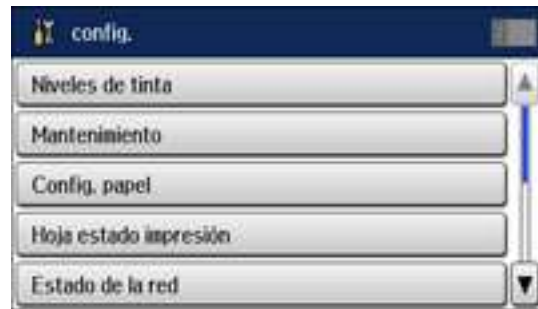 config.
Niveles de tinta
Mantenimiento
Config. papel
Hoja estado impresión
Estado de la red